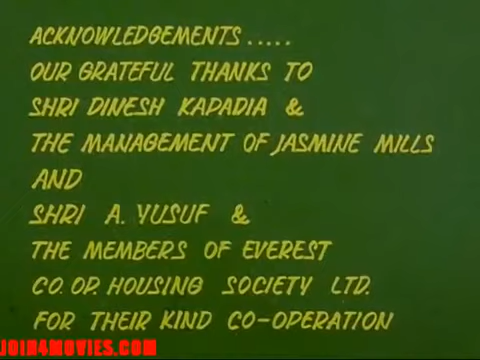 ACKNOWLEDGEMENTS.....
OUR GRATEFUL THANKS TO
SHRI DINESH KAPADIA &
THE MANAGEMENT OF JASMINE MILLS
AND
SHRI A. YUSUF &
THE MEMBERS OF EVEREST
CO. OP. HOUSING SOCIETY LTD.
FOR THEIR KIND CO-OPERATION
JOIN4MOVIES.COM